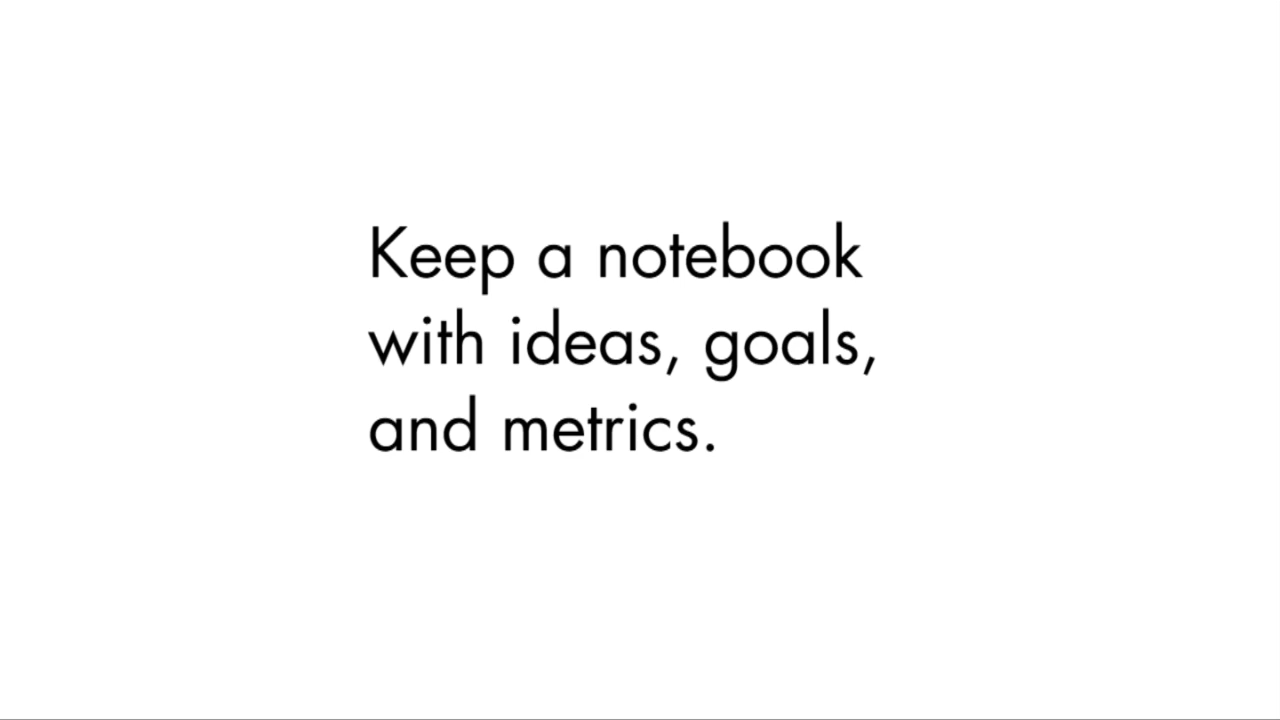 Keep a notebook
with ideas, goals,
and metrics.